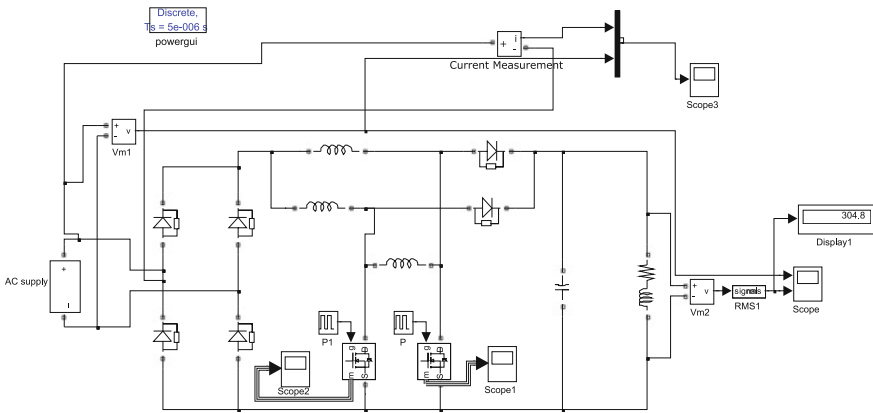 Discrete,
Ts = 5e-006 s
powergui
i
+
-
Current Measurement
Scope3
+
-
v
Vm1
304.8
Display1
AC supply
+
P1
P
g
D
m
S
g
D
m
S
Scope2
Scope1
+
-
v
Vm2
RMS1
Scope